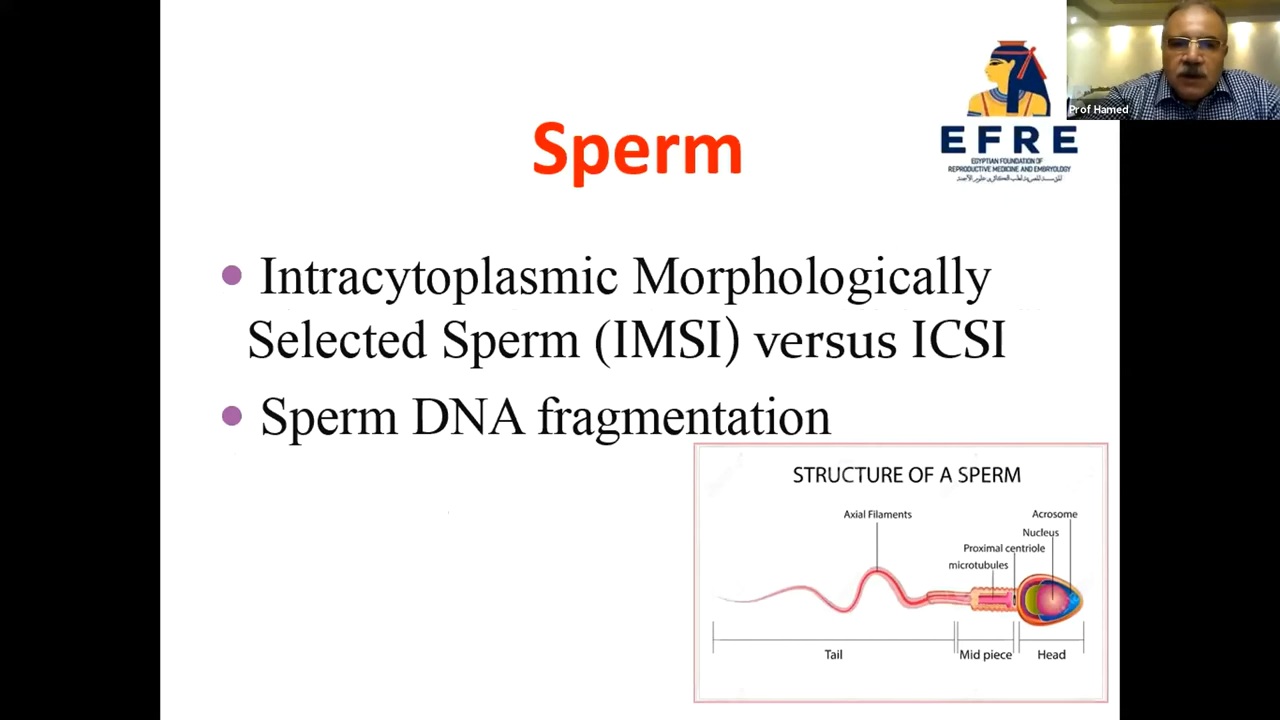 Sperm
Prof Hamed
EFRE
EGYPTIAN FOUNDATION OF
REPRODUCTIVE MEDICINE AND EMBRYOLOGY
Intracytoplasmic Morphologically
Selected Sperm (IMSI) versus ICSI
Sperm DNA fragmentation
STRUCTURE OF A SPERM
Axial Filaments
Acrosome
Nucleus
Proximal centriole
microtubules
Tail
Mid piece
Head